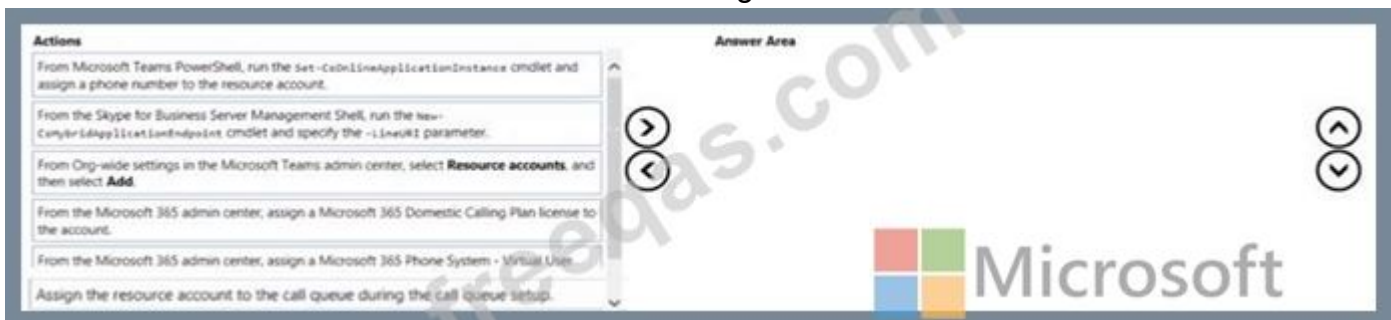 Actions
Answer Area
From Microsoft Teams PowerShell, run the Set-CsOnlineApplicationInstance cmdlet and
assign a phone number to the resource account.
From the Skype for Business Server Management Shell, run the New-
CsHybridApplicationEndpoint cmdlet and specify the -LineURI parameter.
From Org-wide settings in the Microsoft Teams admin center, select Resource accounts, and
then select Add.
From the Microsoft 365 admin center, assign a Microsoft 365 Domestic Calling Plan license to
the account.
From the Microsoft 365 admin center, assign a Microsoft 365 Phone System - Virtual User
Assign the resource account to the call queue during the call queue setup.
freeqas.com
Microsoft